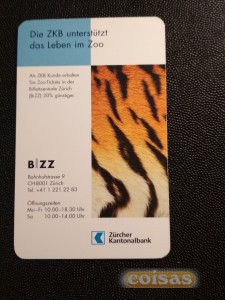 Die ZKB unterstützt
das Leben im Zoo
Als ZKB Kunde erhalten
Sie Zoo-Tickets in der
Billettzentrale Zürich
(BiZZ) 20% günstiger.
BiZZ
Bahnhofstrasse 9
CH-8001 Zürich
Tel. +41 1 221 22 83
Öffnungszeiten
Mo–Fr 10.00–18.30 Uhr
Sa 10.00–14.00 Uhr
Zürcher
Kantonalbank
coisas